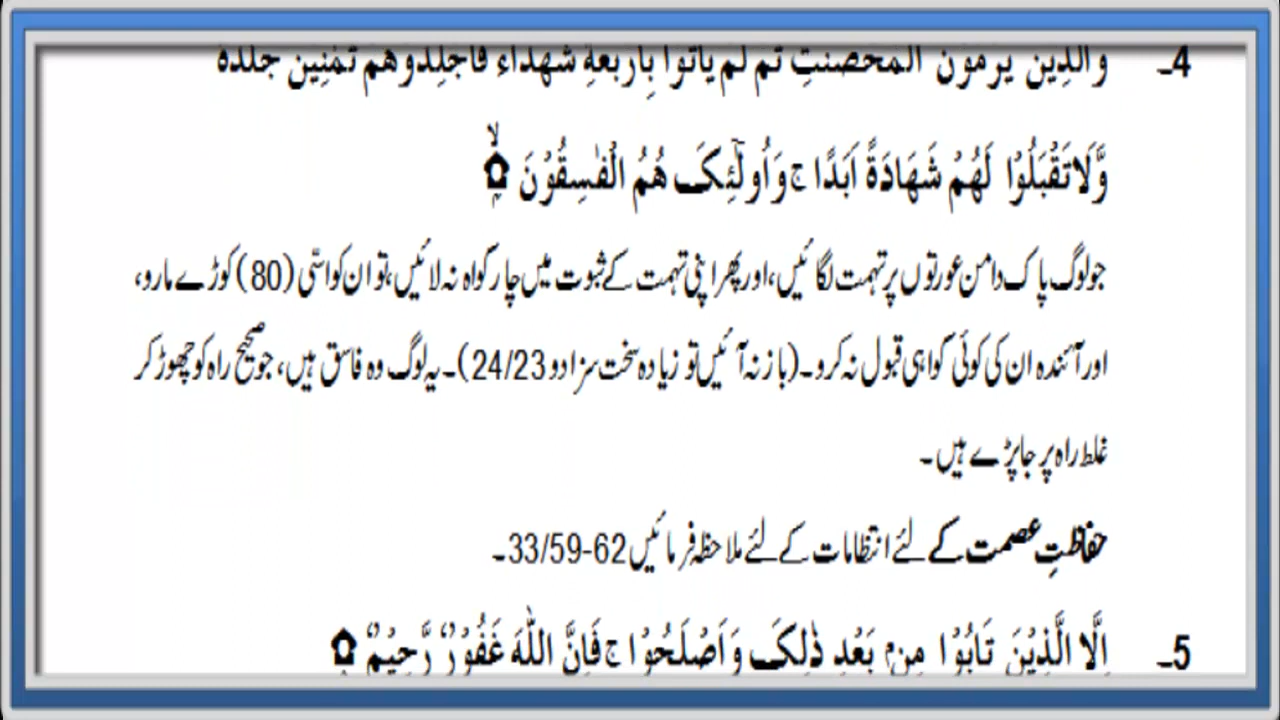 4۔ وَالَّذِيْنَ يَرْمُوْنَ الْمُحْصَنٰتِ ثُمَّ لَمْ يَاْتُوْا بِاَرْبَعَةِ شُهَدَآءَ فَاجْلِدُوْهُمْ ثَمٰنِيْنَ جَلْدَةً
وَّلَاتَقْبَلُوْا لَهُمْ شَهَادَةً اَبَدًا ج وَاُولٰٓئِكَ هُمُ الْفٰسِقُوْنَ ۙ
جولوگ پاک دامن عورتوں پر تہمت لگائیں،اورپھر اپنی تہمت کے ثبوت میں چار گواہ نہ لائیں،تو ان کو اسّی (80) کوڑے مارو،
اور آئندہ ان کی کوئی گواہی قبول نہ کرو۔(باز نہ آئیں تو زیادہ سخت سزا دو 24/23)۔یہ لوگ وہ فاسق ہیں،جو صحیح راہ کو چھوڑ کر
غلط راہ پر جا پڑے ہیں۔
حفاظتِ عصمت کے لئے انتظامات کے لئے ملاحظہ فرمائیں 33/59-62۔
5۔ اِلَّا الَّذِيْنَ تَابُوْا مِنْۢ بَعْدِ ذٰلِكَ وَاَصْلَحُوْا ج فَاِنَّ اللّٰهَ غَفُوْرٌ رَّحِيْمٌ